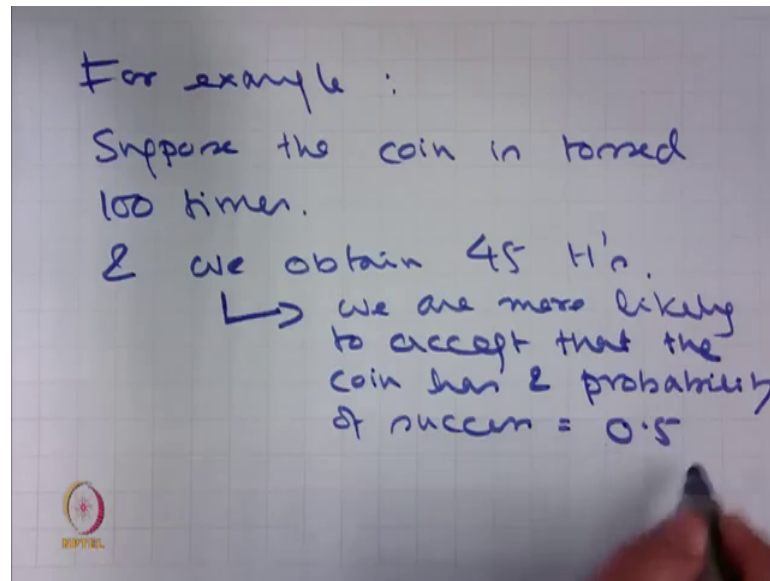 For example :
Suppose the coin is tossed
100 times.
& we obtain 45 H's.
we are more likely
to accept that the
coin has a probability
of success = 0.5
NPTEL